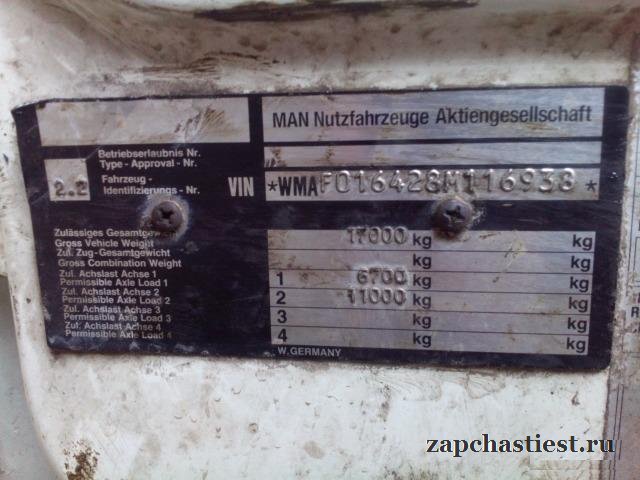 MAN Nutzfahrzeuge Aktiengesellschaft
Betriebserlaubnis Nr.
Type - Approval - Nr.
2.2 Fahrzeug -
Identifizierungs - Nr. VIN *WMAF016428M116938*
Zulässiges Gesamtgewicht
Gross Vehicle Weight 17000 kg kg
Zul. Zug-Gesamtgewicht
Gross Combination Weight kg kg
Zul. Achslast Achse 1
Permissible Axle Load 1 1 6700 kg kg
Zul. Achslast Achse 2
Permissible Axle Load 2 2 11000 kg kg
Zul. Achslast Achse 3
Permissible Axle Load 3 3 kg kg
Zul. Achslast Achse 4
Permissible Axle Load 4 4 kg kg
W. GERMANY
R
zapchastiest.ru